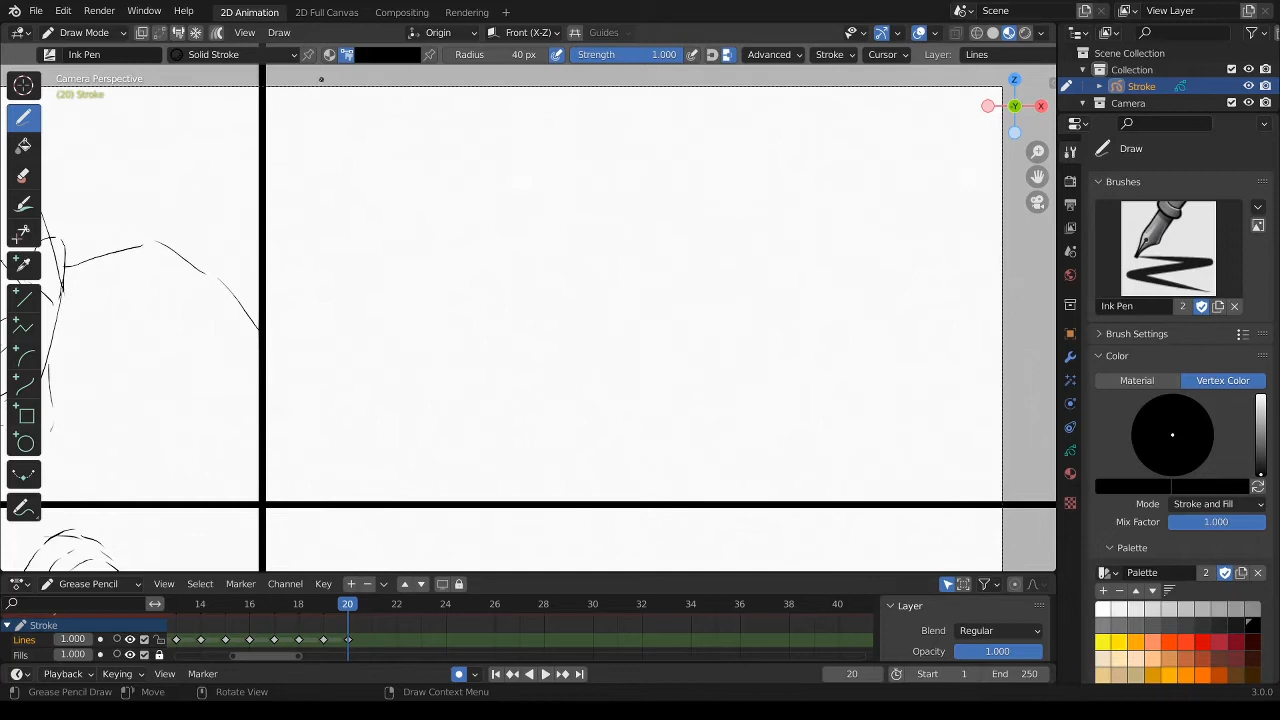 File Edit Render Window Help 2D Animation 2D Full Canvas Compositing Rendering + Scene View Layer
Draw Mode View Draw Origin Front (X-Z) Guides
Ink Pen Solid Stroke Radius 40 px Strength 1.000 Advanced Stroke Cursor Layer: Lines
Camera Perspective
(20) Stroke
Z
Y
X
Scene Collection
Collection
Stroke
Camera
Draw
Brushes
Ink Pen 2
Brush Settings
Color
Material Vertex Color
Mode Stroke and Fill
Mix Factor 1.000
Palette
Palette 2
Grease Pencil View Select Marker Channel Key
14 16 18 20 22 24 26 28 30 32 34 36 38 40
Stroke
Lines 1.000
Fills 1.000
Layer
Blend Regular
Opacity 1.000
Playback Keying View Marker 20 Start 1 End 250
Grease Pencil Draw Move Rotate View Draw Context Menu 3.0.0